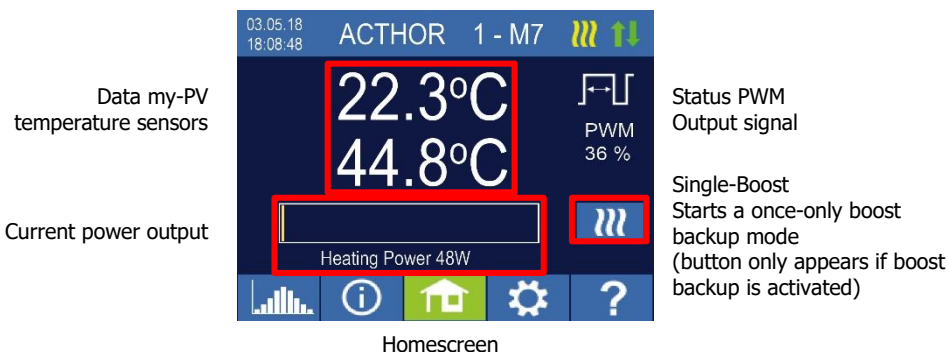 03.05.18
18:08:48
ACTHOR 1 - M7
22.3°C
44.8°C
PWM
36 %
Heating Power 48W
?
Data my-PV
temperature sensors
Current power output
Status PWM
Output signal
Single-Boost
Starts a once-only boost
backup mode
(button only appears if boost
backup is activated)
Homescreen